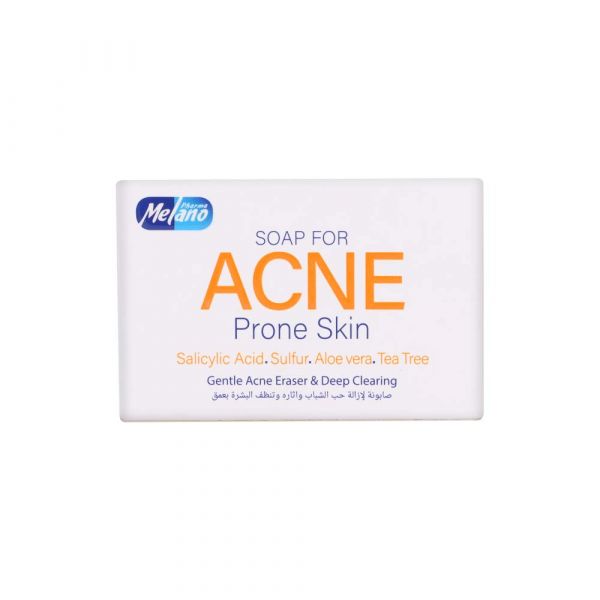 Pharma
Melano
SOAP FOR
ACNE
Prone Skin
Salicylic Acid. Sulfur. Aloe vera. Tea Tree
Gentle Acne Eraser & Deep Clearing
صابونة لإزالة حب الشباب واثاره وتنظف البشرة بعمق